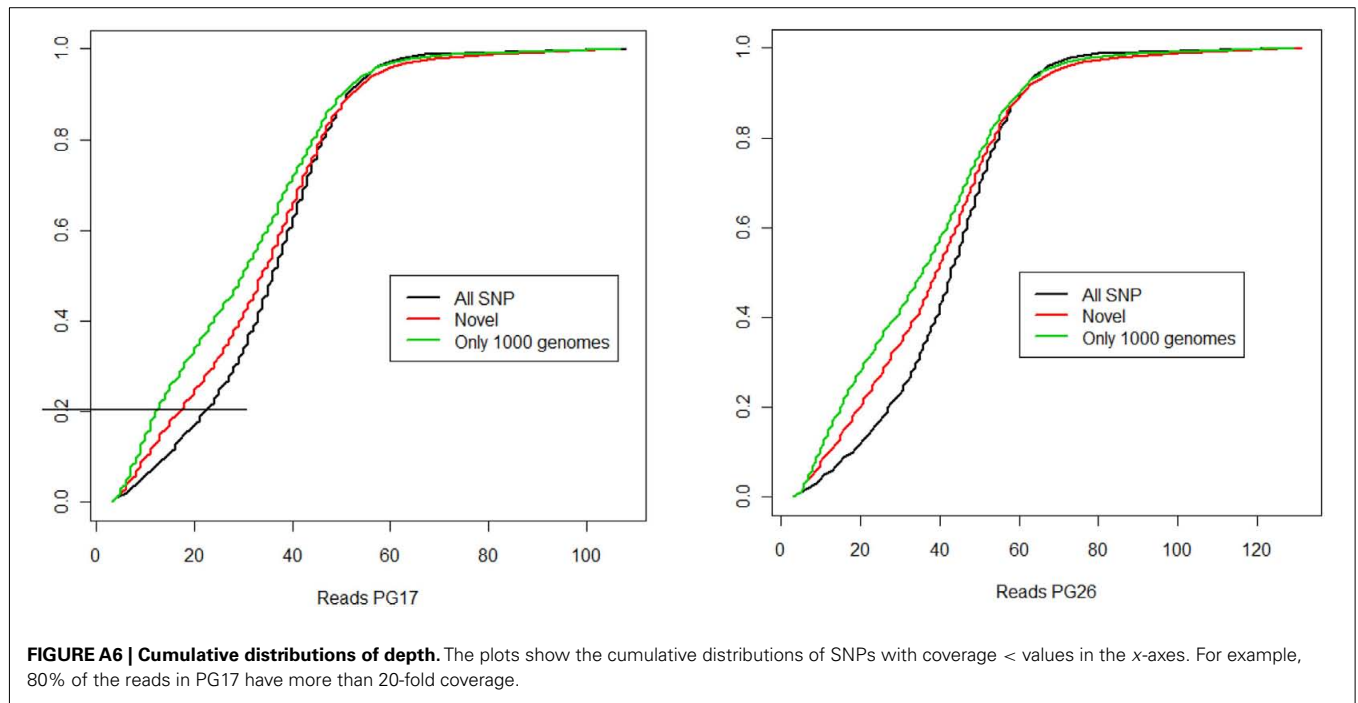 1.0
0.8
0.6
0.4
0.2
0.0
All SNP
Novel
Only 1000 genomes
0 20 40 60 80 100
Reads PG17
1.0
0.8
0.6
0.4
0.2
0.0
All SNP
Novel
Only 1000 genomes
0 20 40 60 80 100 120
Reads PG26
FIGURE A6 | Cumulative distributions of depth. The plots show the cumulative distributions of SNPs with coverage < values in the x-axes. For example,
80% of the reads in PG17 have more than 20-fold coverage.